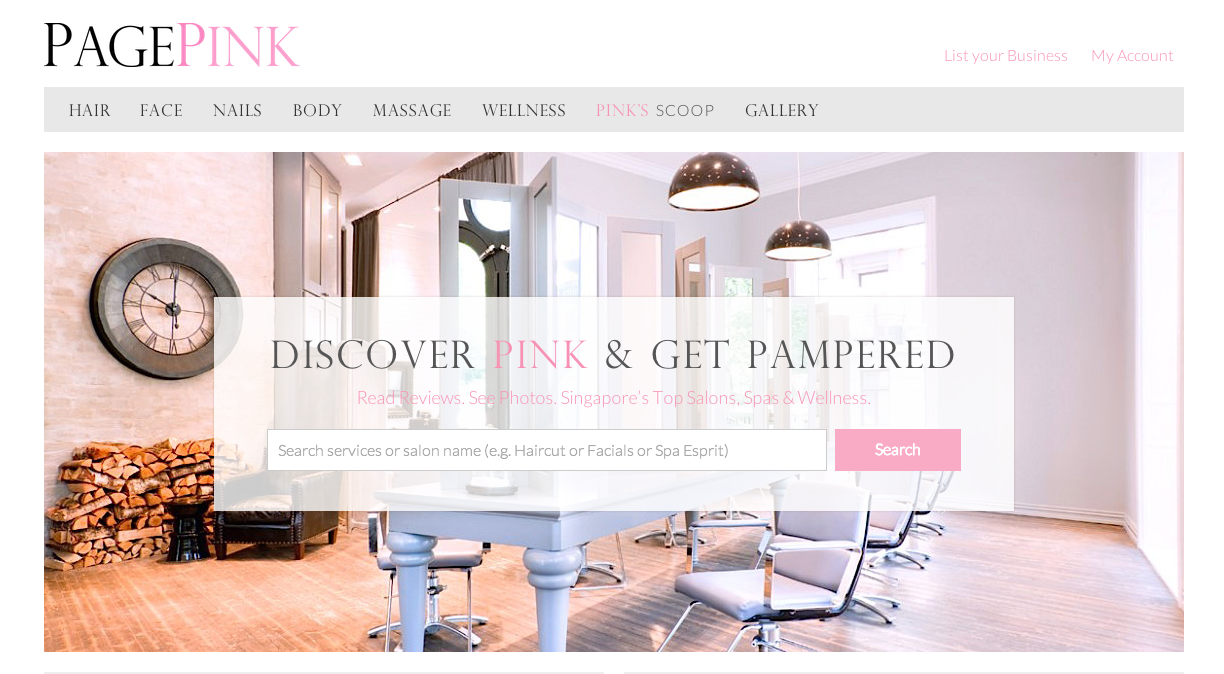 PAGEPINK
List your Business My Account
HAIR FACE NAILS BODY MASSAGE WELLNESS PINK'S SCOOP GALLERY
DISCOVER PINK & GET PAMPERED
Read Reviews. See Photos. Singapore's Top Salons, Spas & Wellness.
Search services or salon name (e.g. Haircut or Facials or Spa Esprit) Search